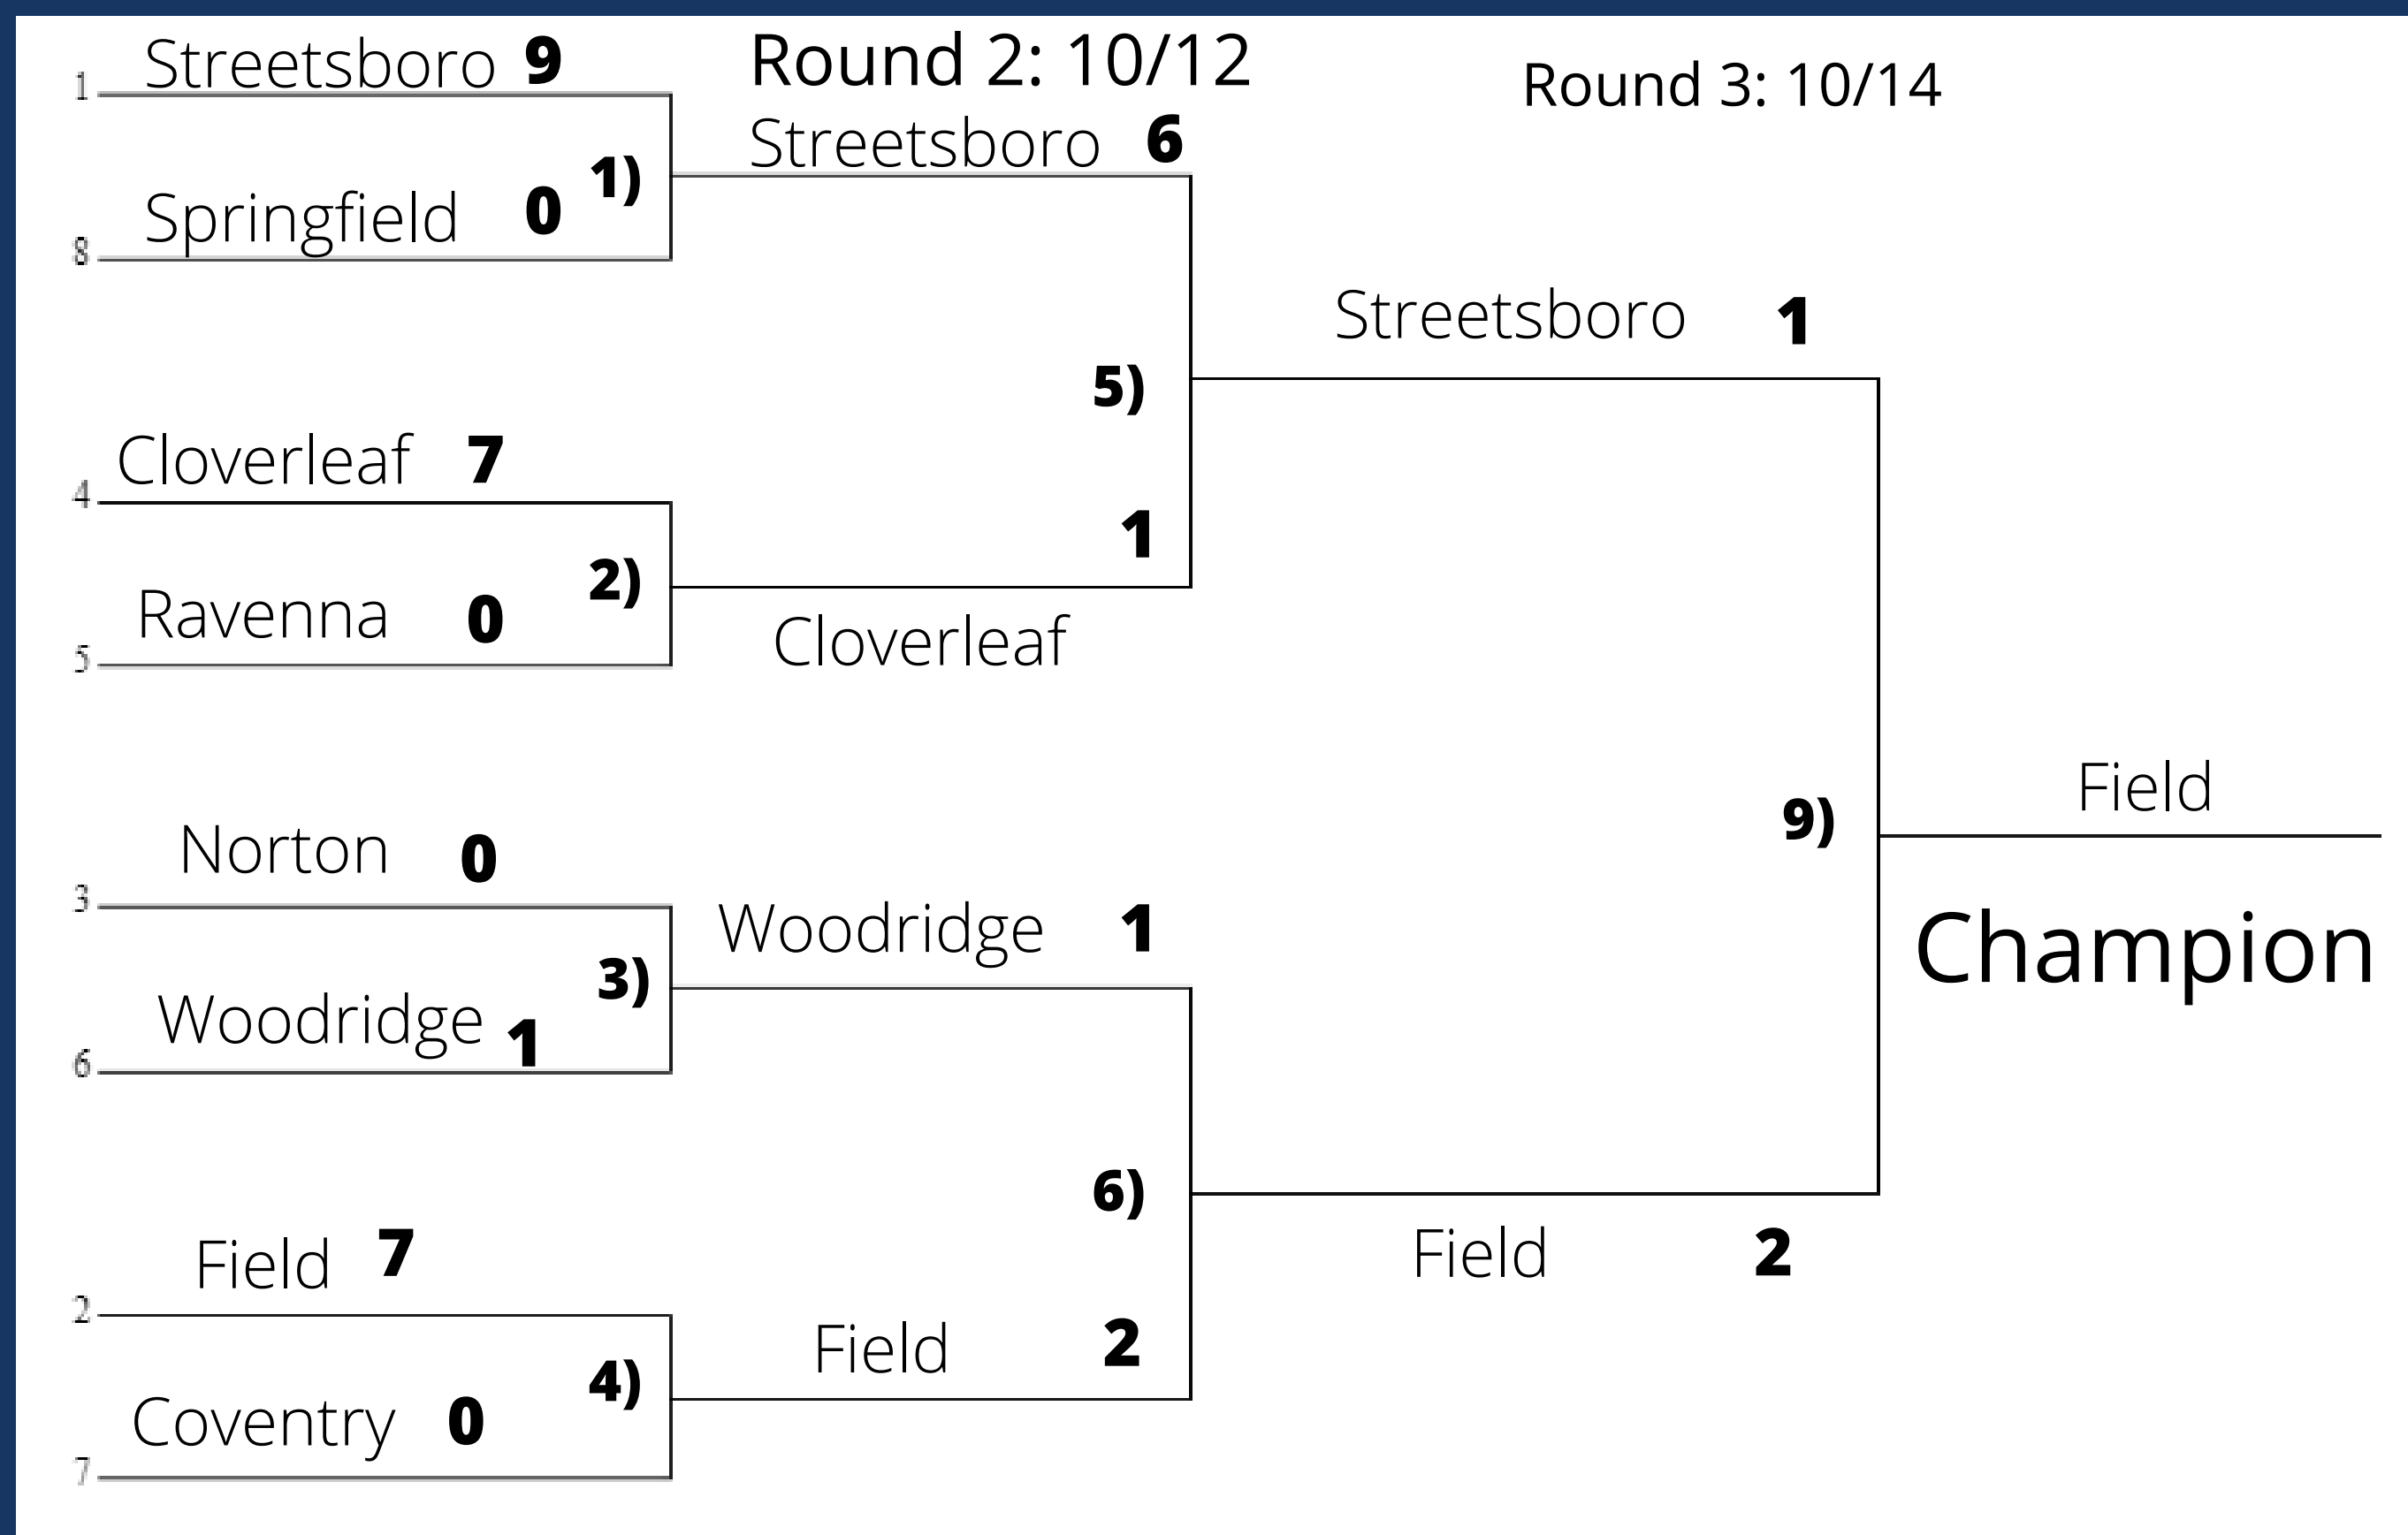 Round 2: 10/12
Round 3: 10/14
1 Streetsboro 9
1)
8 Springfield 0
Streetsboro 6
4 Cloverleaf 7
2)
5 Ravenna 0
5)
1
Cloverleaf
Streetsboro 1
3 Norton 0
3)
6 Woodridge 1
Woodridge 1
2 Field 7
4)
7 Coventry 0
6)
Field 2
Field 2
9)
Field
Champion